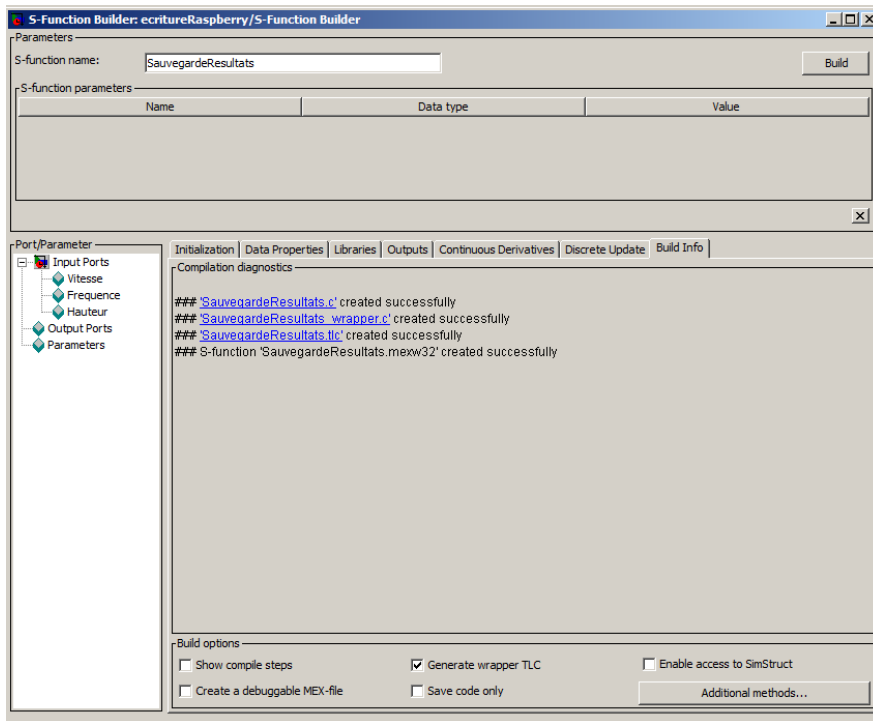 S-Function Builder: ecritureRaspberry/S-Function Builder
Parameters
S-function name: SauvegardeResultats Build
S-function parameters
Name Data type Value
Port/Parameter
Input Ports
Vitesse
Frequence
Hauteur
Output Ports
Parameters
Initialization Data Properties Libraries Outputs Continuous Derivatives Discrete Update Build Info
Compilation diagnostics
### 'SauvegardeResultats.c' created successfully
### 'SauvegardeResultats_wrapper.c' created successfully
### 'SauvegardeResultats.tlc' created successfully
### S-function 'SauvegardeResultats.mexw32' created successfully
Build options
Show compile steps Generate wrapper TLC Enable access to SimStruct
Create a debuggable MEX-file Save code only Additional methods...